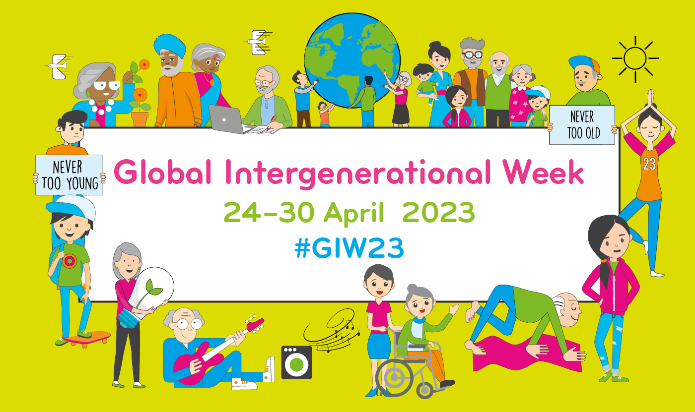 NEVER
TOO OLD
NEVER
TOO YOUNG
Global Intergenerational Week
24–30 April 2023
#GIW23
23